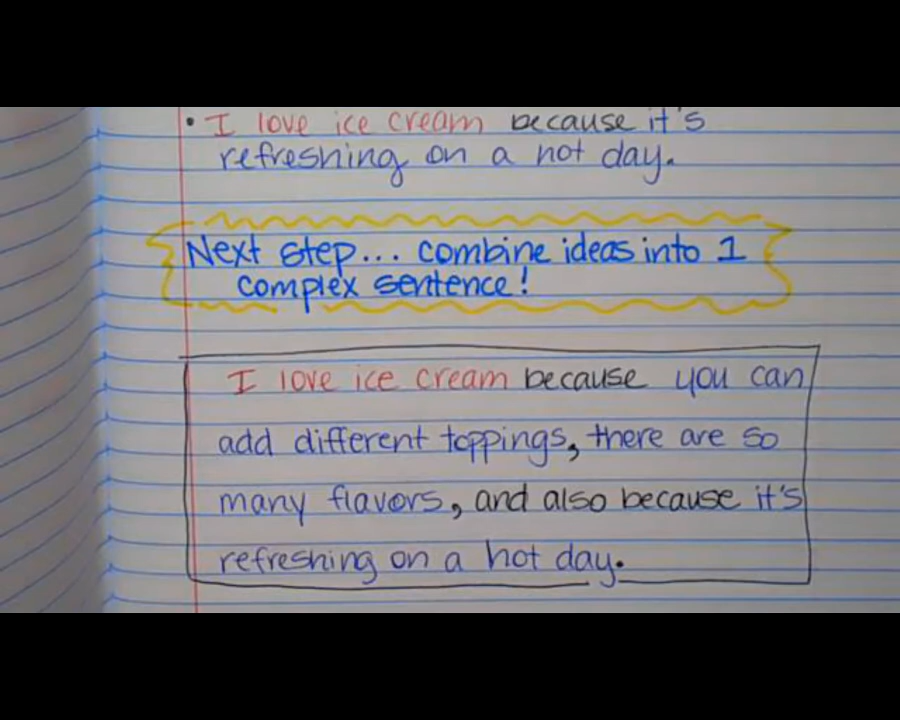 • I love ice cream because it's
refreshing on a hot day.
Next step... combine ideas into 1
complex sentence!
I love ice cream because you can
add different toppings, there are so
many flavors, and also because it's
refreshing on a hot day.